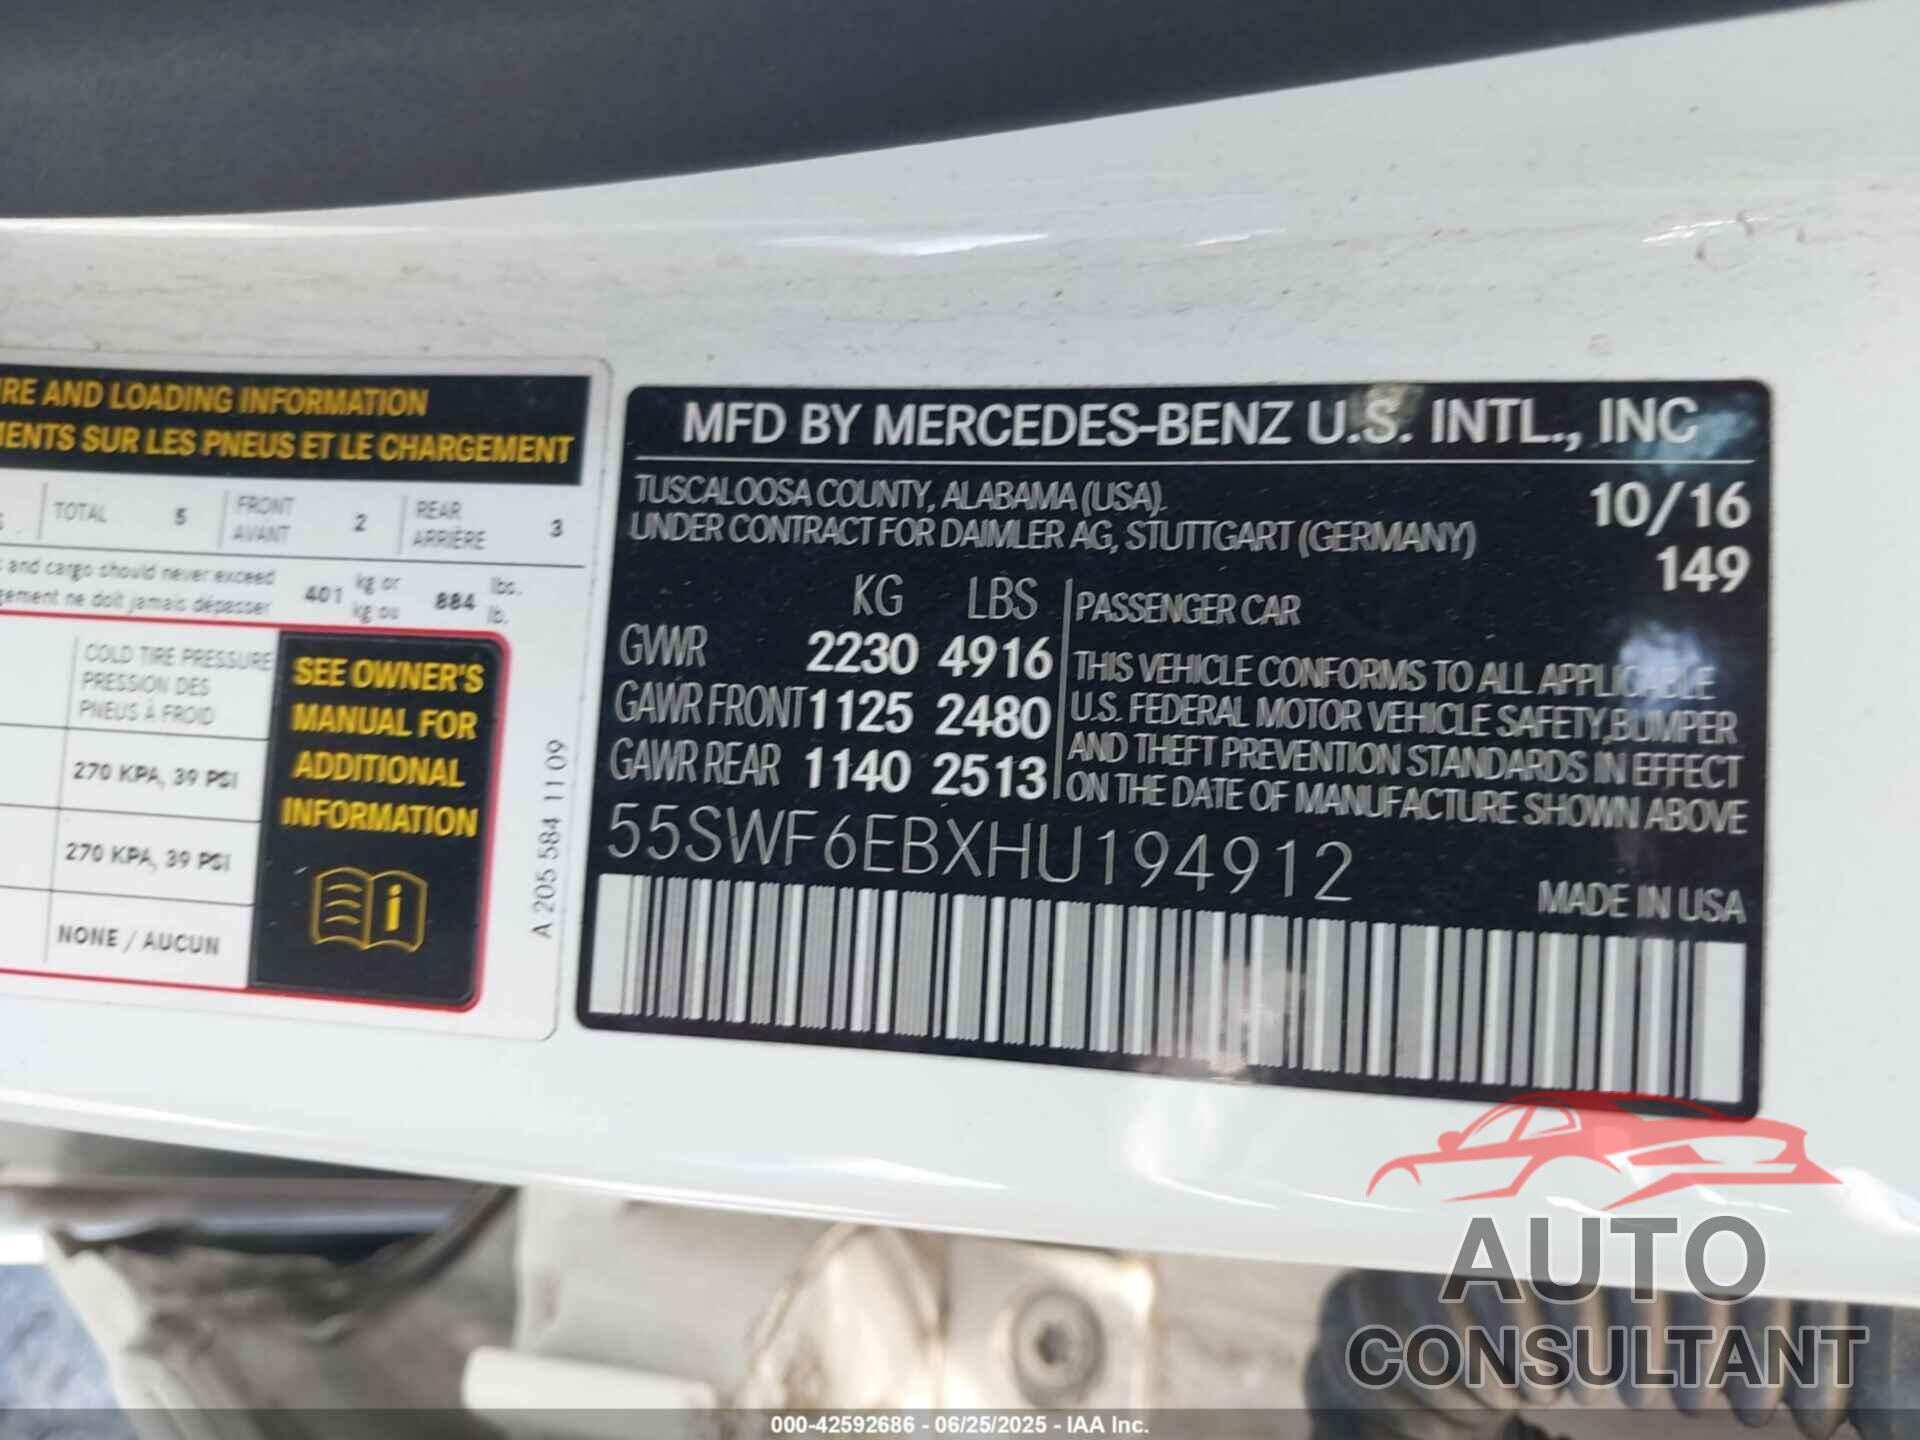 RE AND LOADING INFORMATION
MENTS SUR LES PNEUS ET LE CHARGEMENT
TOTAL 5 FRONT 2 REAR 3
AVANT ARRIÈRE
and cargo should never exceed 401 kg or 884 lbs.
gement ne doit jamais dépasser kg ou lb.
COLD TIRE PRESSURE
PRESSION DES
PNEUS À FROID
270 KPA, 39 PSI
270 KPA, 39 PSI
NONE / AUCUN
SEE OWNER'S
MANUAL FOR
ADDITIONAL
INFORMATION
A 205 584 11 09
MFD BY MERCEDES-BENZ U.S. INTL., INC
TUSCALOOSA COUNTY, ALABAMA (USA). 10/16
UNDER CONTRACT FOR DAIMLER AG, STUTTGART (GERMANY) 149
KG LBS PASSENGER CAR
GVWR 2230 4916
GAWR FRONT 1125 2480
GAWR REAR 1140 2513
THIS VEHICLE CONFORMS TO ALL APPLICABLE
U.S. FEDERAL MOTOR VEHICLE SAFETY, BUMPER
AND THEFT PREVENTION STANDARDS IN EFFECT
ON THE DATE OF MANUFACTURE SHOWN ABOVE
55SWF6EBXHU194912
MADE IN USA
AUTO
CONSULTANT
000-42592686 - 06/25/2025 - IAA Inc.